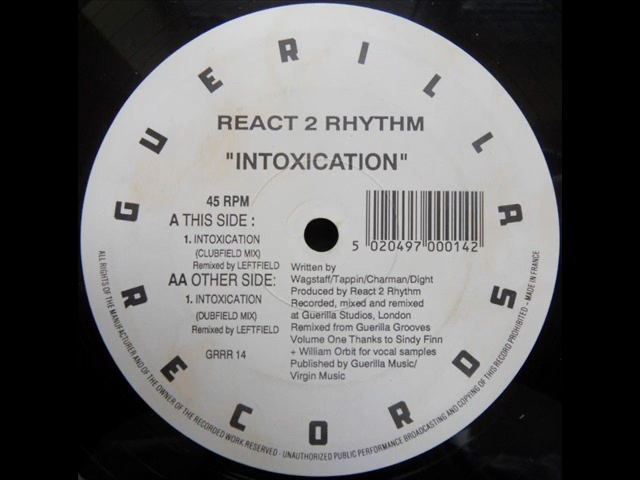 GUERILLA RECORDS
REACT 2 RHYTHM
"INTOXICATION"
45 RPM
A THIS SIDE :
1. INTOXICATION
(CLUBFIELD MIX)
Remixed by LEFTFIELD
AA OTHER SIDE:
1. INTOXICATION
(DUBFIELD MIX)
Remixed by LEFTFIELD
GRRR 14
5 020497 000142
Written by
Wagstaff/Tappin/Charman/Dight
Produced by React 2 Rhythm
Recorded, mixed and remixed
at Guerilla Studios, London
Remixed from Guerilla Grooves
Volume One Thanks to Sindy Finn
+ William Orbit for vocal samples
Published by Guerilla Music/
Virgin Music
ALL RIGHTS OF THE MANUFACTURER AND OF THE OWNER OF THE RECORDED WORK RESERVED - UNAUTHORIZED PUBLIC PERFORMANCE BROADCASTING AND COPYING OF THIS RECORD PROHIBITED - MADE IN FRANCE